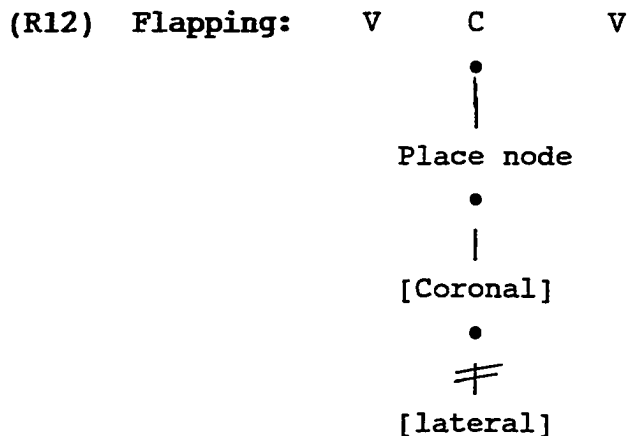 (R12) Flapping: V C V
Place node
[Coronal]
[lateral]